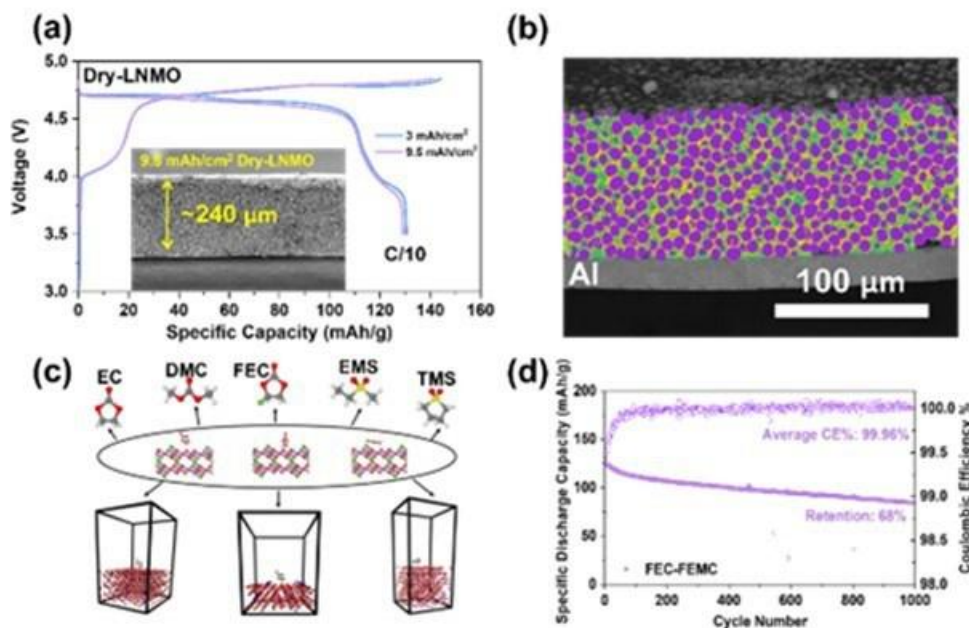 (a)
5.0
Dry-LNMO
4.5
4.0
3.5
3.0
Voltage (V)
3 mAh/cm²
9.5 mAh/cm²
9.5 mAh/cm² Dry-LNMO
~240 μm
C/10
0 20 40 60 80 100 120 140 160
Specific Capacity (mAh/g)
(b)
Al
100 μm
(c)
EC
DMC
FEC
EMS
TMS
(d)
200
150
100
50
0
Specific Discharge Capacity (mAh/g)
100.0 %
99.5
99.0
98.5
98.0
Coulombic Efficiency %
Average CE%: 99.96%
Retention: 68%
FEC-FEMC
0 200 400 600 800 1000
Cycle Number